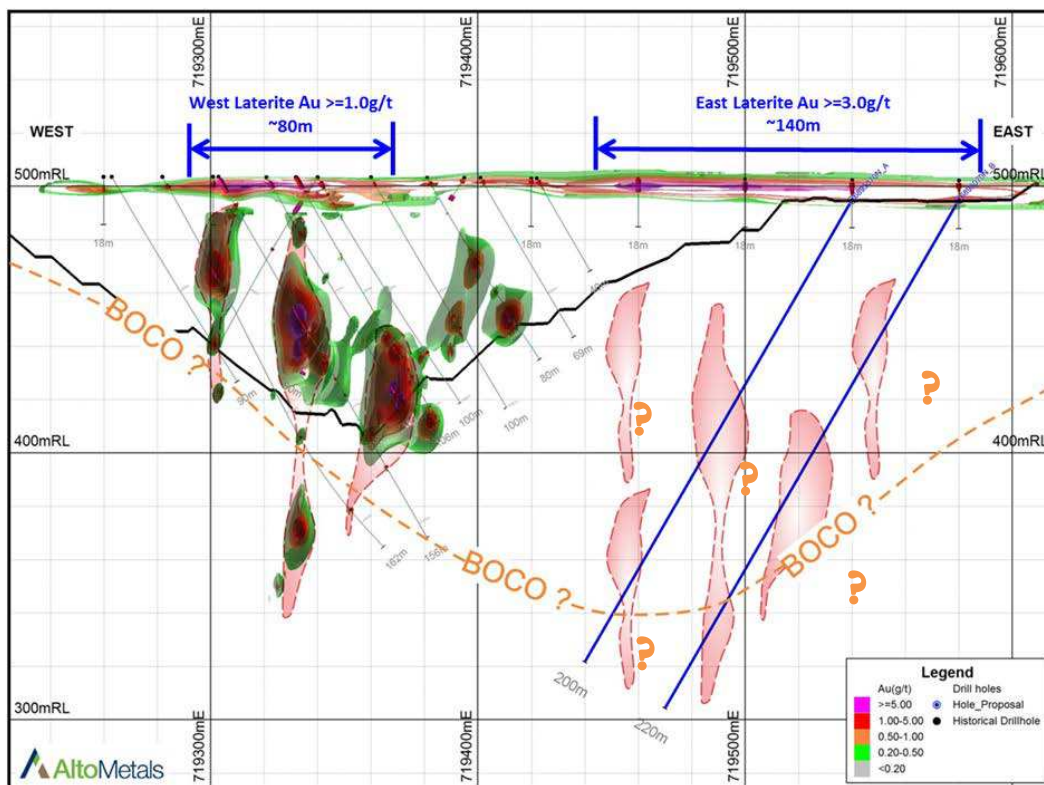 719300mE
719400mE
719500mE
719600mE
West Laterite Au >=1.0g/t
~80m
East Laterite Au >=3.0g/t
~140m
WEST
EAST
500mRL
500mRL
18m
18m
18m
18m
18m
18m
40m
BOCO ?
69m
80m
90m
100m
100m
400mRL
400mRL
?
?
?
BOCO ?
162m
156m
BOCO ?
?
?
200m
220m
300mRL
719300mE
719400mE
719500mE
AltoMetals
Legend
Au(g/t)
>=5.00
1.00-5.00
0.50-1.00
0.20-0.50
<0.20
Drill holes
Hole_Proposal
Historical Drillhole